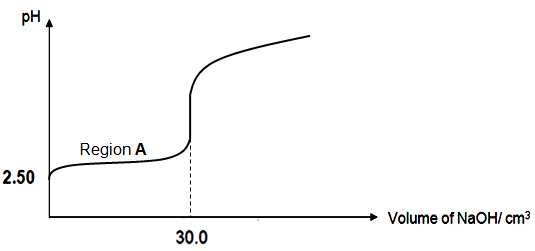 pH
Region A
2.50
Volume of NaOH/ cm³
30.0